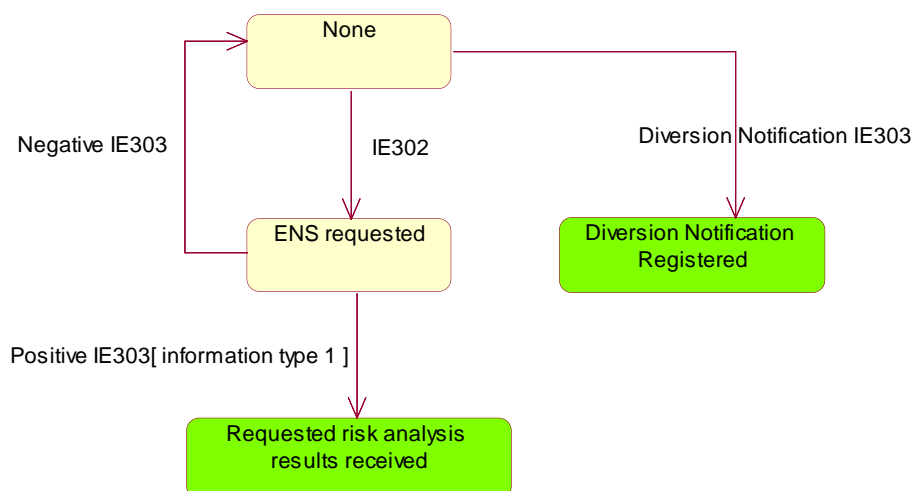 None
Negative IE303
IE302
Diversion Notification IE303
ENS requested
Diversion Notification
Registered
Positive IE303[ information type 1 ]
Requested risk analysis
results received